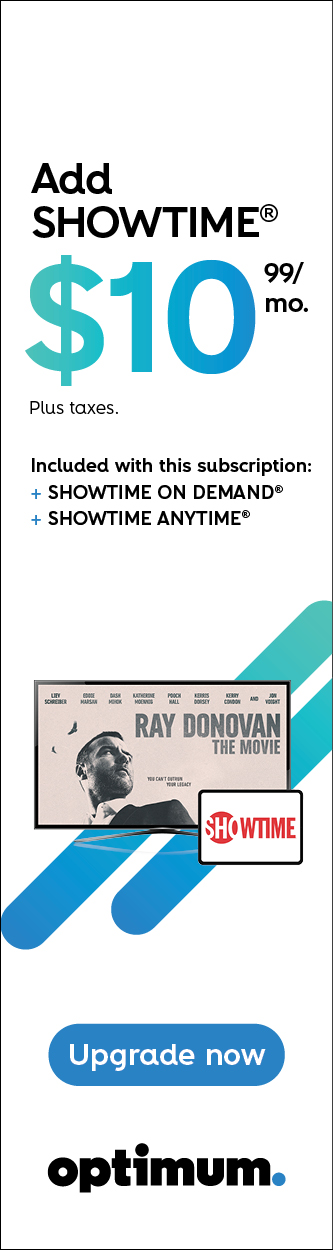 Add
SHOWTIME®
$10
99/
mo.
Plus taxes.
Included with this subscription:
+ SHOWTIME ON DEMAND®
+ SHOWTIME ANYTIME®
LIEV SCHREIBER EDDIE MARSAN DASH MIHOK KATHERINE MOENNIG POOCH HALL KERRIS DORSEY KERRY CONDON AND JON VOIGHT
RAY DONOVAN
THE MOVIE
YOU CAN'T OUTRUN
YOUR LEGACY
SHOWTIME
Upgrade now
optimum.